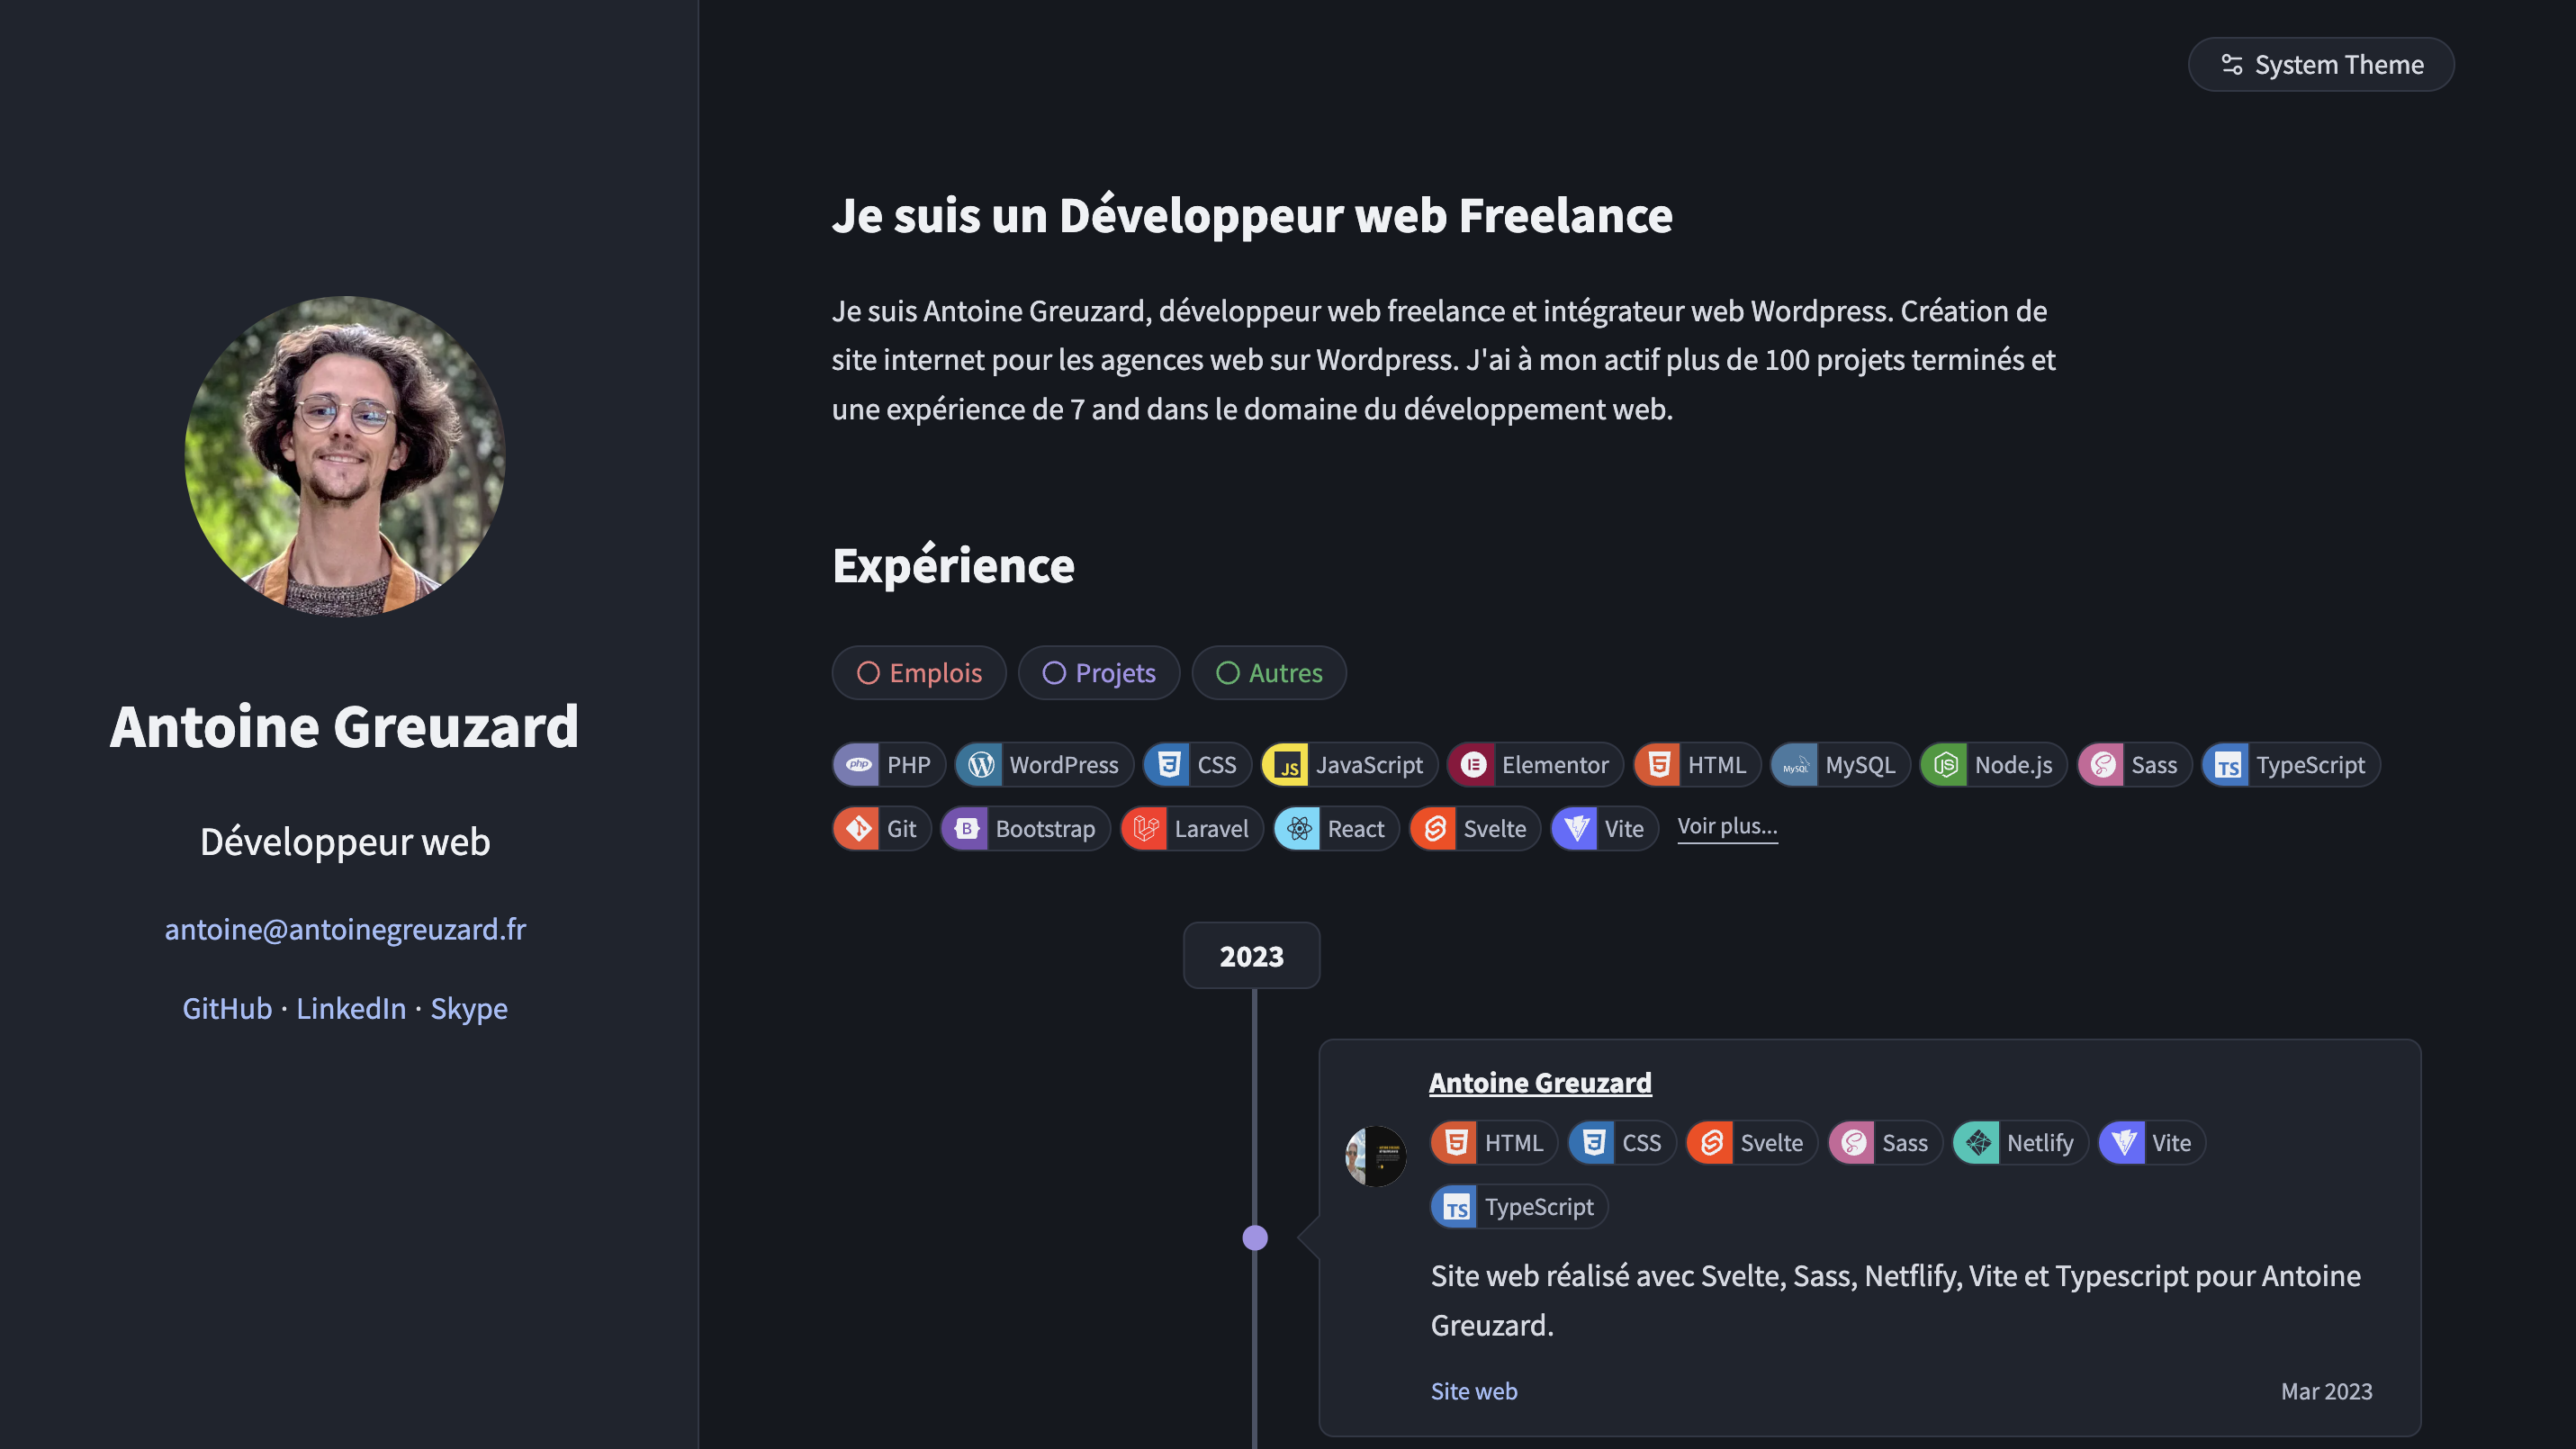 System Theme
Antoine Greuzard
Développeur web
antoine@antoinegreuzard.fr
GitHub · LinkedIn · Skype
Je suis un Développeur web Freelance
Je suis Antoine Greuzard, développeur web freelance et intégrateur web Wordpress. Création de
site internet pour les agences web sur Wordpress. J'ai à mon actif plus de 100 projets terminés et
une expérience de 7 and dans le domaine du développement web.
Expérience
Emplois Projets Autres
php PHP WordPress CSS JS JavaScript Elementor HTML MySQL MySQL Node.js Sass TS TypeScript
Git B Bootstrap Laravel React Svelte Vite Voir plus...
2023
Antoine Greuzard
HTML CSS Svelte Sass Netlify Vite
TS TypeScript
Site web réalisé avec Svelte, Sass, Netflify, Vite et Typescript pour Antoine
Greuzard.
Site web Mar 2023